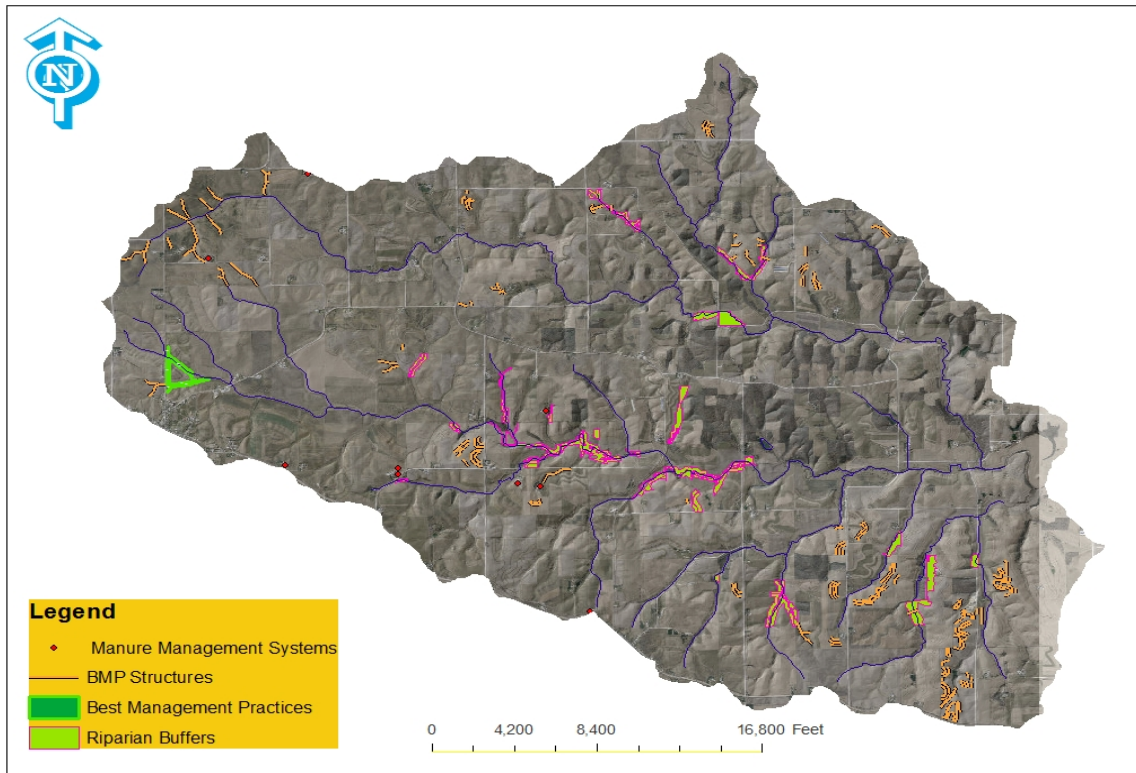 N
Legend
Manure Management Systems
BMP Structures
Best Management Practices
Riparian Buffers
0 4,200 8,400 16,800 Feet